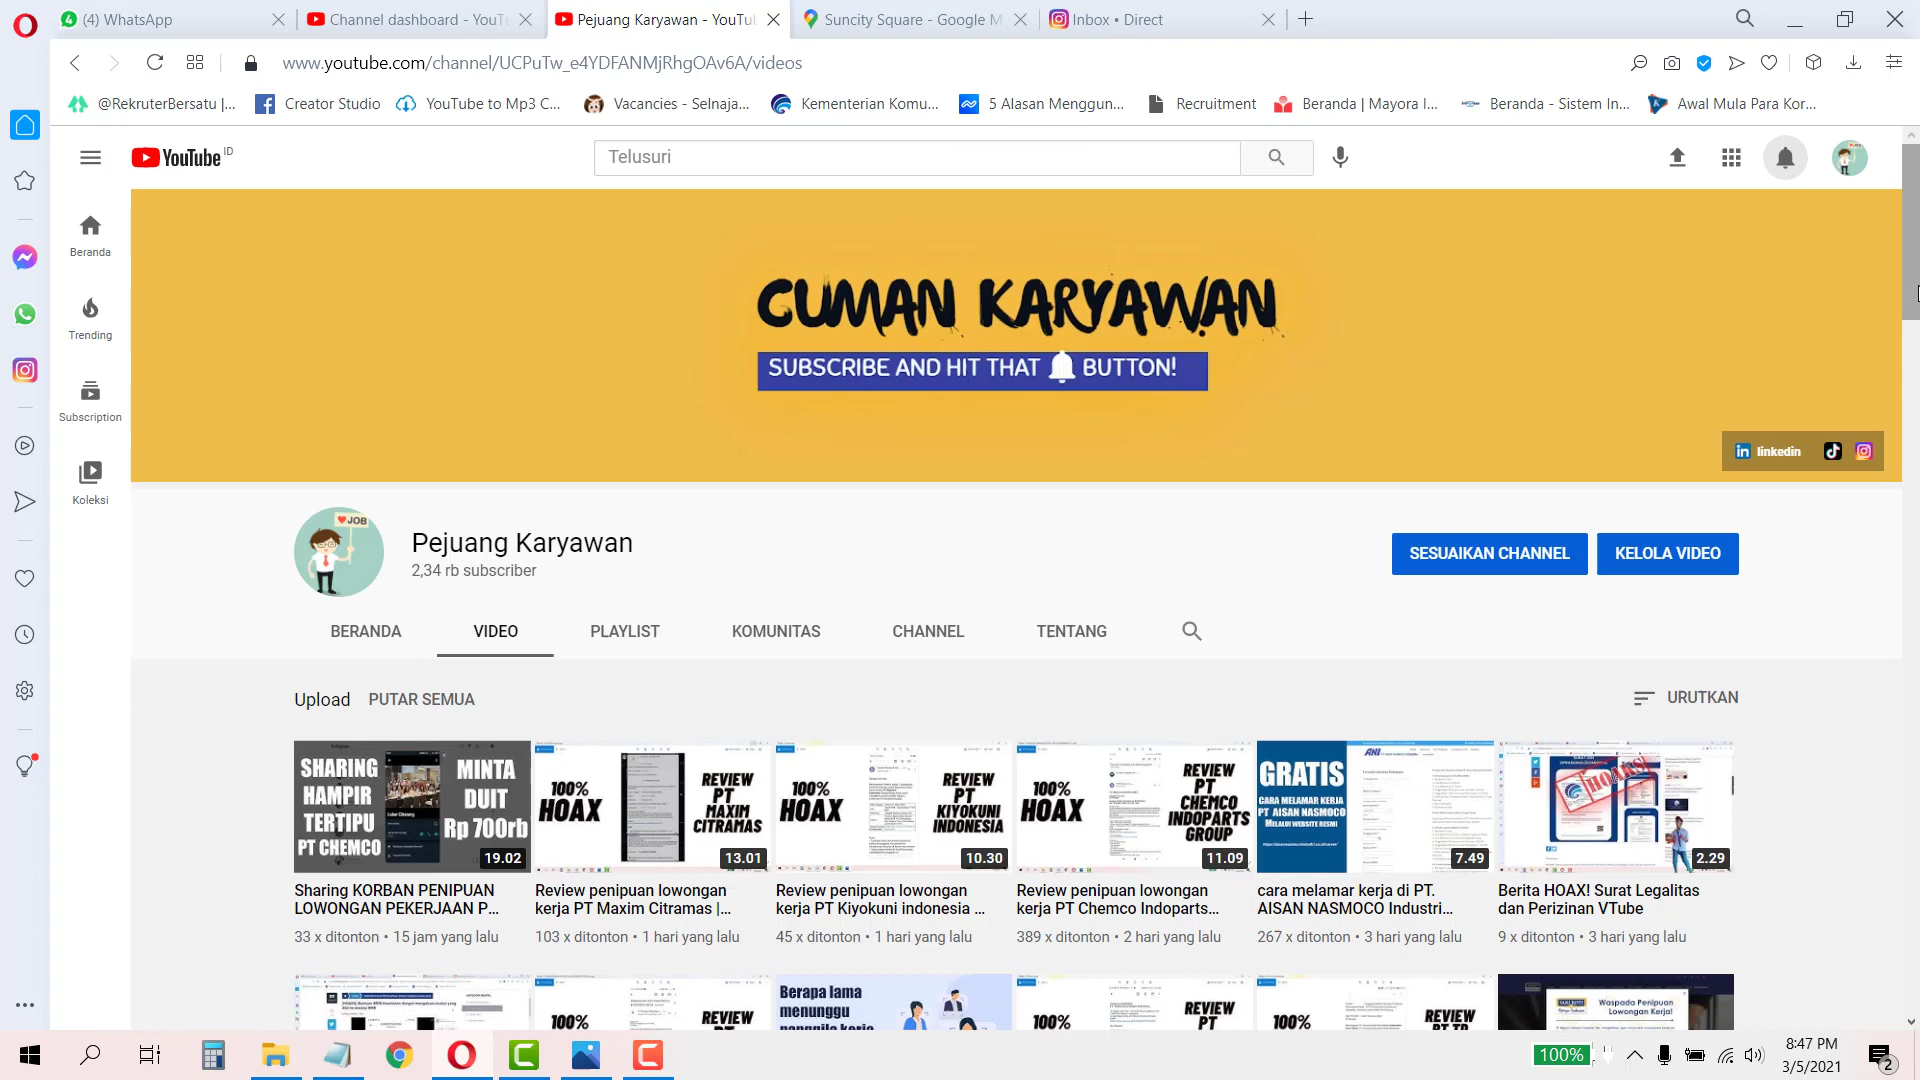 (4) WhatsApp
Channel dashboard - YouTu
Pejuang Karyawan - YouTu
Suncity Square - Google M
Inbox • Direct
www.youtube.com/channel/UCPuTw_e4YDFANMjRhgOAv6A/videos
@RekruterBersatu |...
Creator Studio
YouTube to Mp3 C...
Vacancies - Selnaja...
Kementerian Komu...
5 Alasan Menggun...
Recruitment
Beranda | Mayora I...
Beranda - Sistem In...
Awal Mula Para Kor...
YouTube ID
Telusuri
Beranda
Trending
Subscription
Koleksi
CUMAN KARYAWAN
SUBSCRIBE AND HIT THAT BUTTON!
linkedin
JOB
Pejuang Karyawan
2,34 rb subscriber
SESUAIKAN CHANNEL
KELOLA VIDEO
BERANDA
VIDEO
PLAYLIST
KOMUNITAS
CHANNEL
TENTANG
Upload
PUTAR SEMUA
URUTKAN
SHARING
HAMPIR
TERTIPU
PT CHEMCO
MINTA
DUIT
Rp 700rb
19.02
100%
HOAX
REVIEW
PT
MAXIM
CITRAMAS
13.01
100%
HOAX
REVIEW
PT
KIYOKUNI
INDONESIA
10.30
100%
HOAX
REVIEW
PT
CHEMCO
INDOPARTS
GROUP
11.09
GRATIS
CARA MELAMAR KERJA
PT AISAN NASMOCO
MELALUI WEBSITE RESMI
7.49
HOAKS
2.29
Sharing KORBAN PENIPUAN
LOWONGAN PEKERJAAN P...
33 x ditonton • 15 jam yang lalu
Review penipuan lowongan
kerja PT Maxim Citramas |...
103 x ditonton • 1 hari yang lalu
Review penipuan lowongan
kerja PT Kiyokuni indonesia ...
45 x ditonton • 1 hari yang lalu
Review penipuan lowongan
kerja PT Chemco Indoparts...
389 x ditonton • 2 hari yang lalu
cara melamar kerja di PT.
AISAN NASMOCO Industri...
267 x ditonton • 3 hari yang lalu
Berita HOAX! Surat Legalitas
dan Perizinan VTube
9 x ditonton • 3 hari yang lalu
100%
REVIEW
Berapa lama
menunggu
100%
REVIEW
100%
REVIEW
Waspada Penipuan
Lowongan Kerja!
100%
8:47 PM
3/5/2021
2